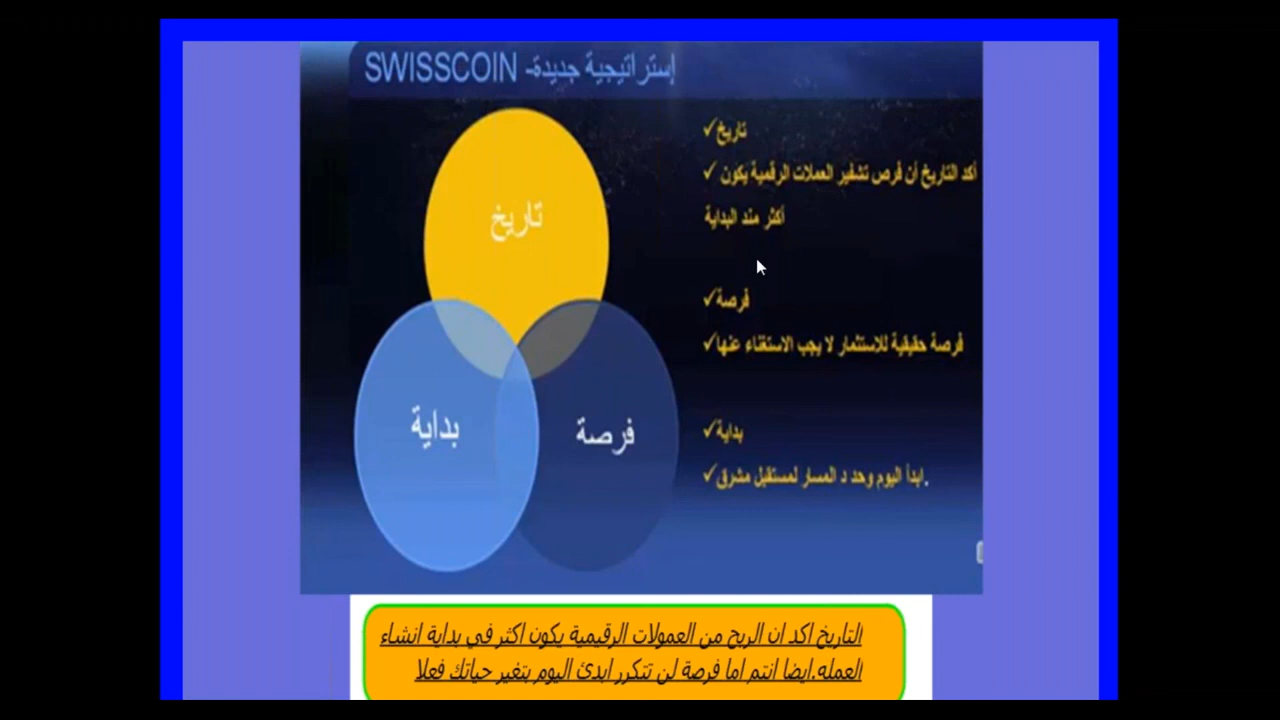 إستراتيجية جديدة- SWISSCOIN
تاريخ
بداية
فرصة
✓تاريخ
✓ أكد التاريخ أن فرص تشفير العملات الرقمية يكون
أكثر منذ البداية
✓فرصة
✓فرصة حقيقية للاستثمار لا يجب الاستغناء عنها
✓بداية
✓ابدأ اليوم وحد د المسار لمستقبل مشرق.
التاريخ اكد ان الربح من العمولات الرقيمية يكون اكثر في بداية انشاء
العمله.ايضا انتم اما فرصة لن تتكرر ابدئ اليوم بتغير حياتك فعلا